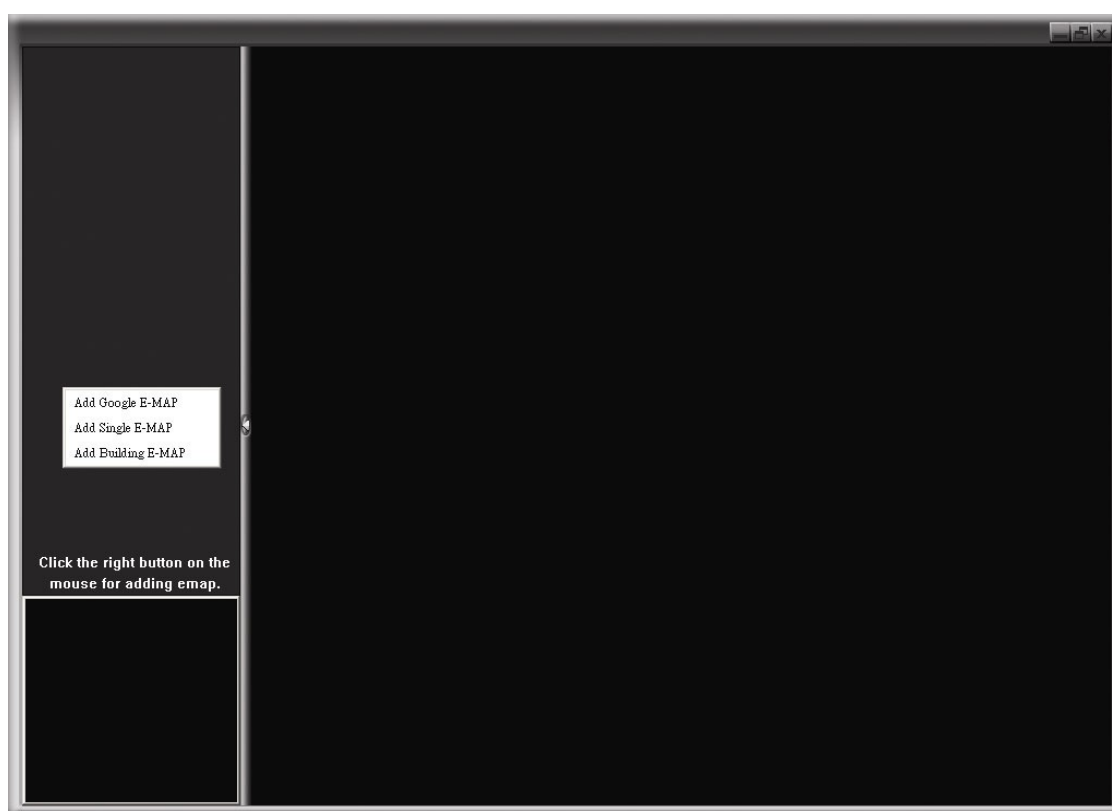 Add Google E-MAP
Add Single E-MAP
Add Building E-MAP
Click the right button on the
mouse for adding emap.